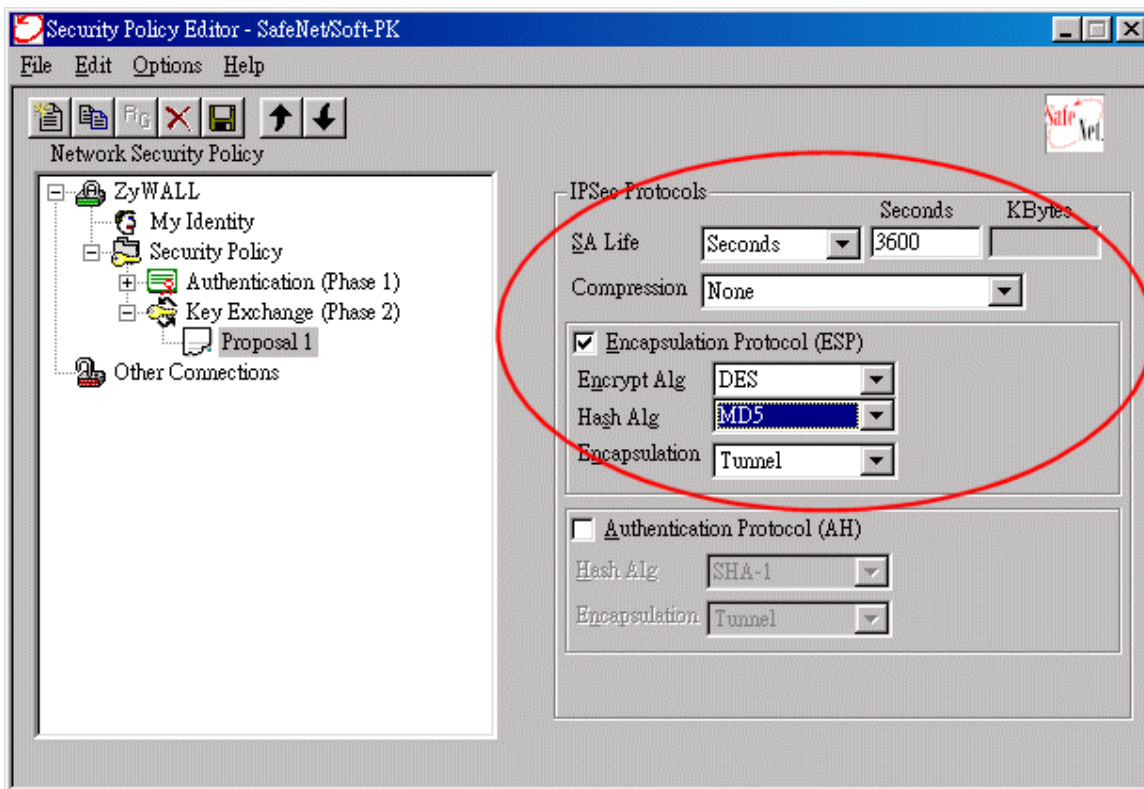 Security Policy Editor - SafeNet/Soft-PK
File Edit Options Help
Network Security Policy
ZyWALL
My Identity
Security Policy
Authentication (Phase 1)
Key Exchange (Phase 2)
Proposal 1
Other Connections
Safe Net.
IPSec Protocols
Seconds KBytes
SA Life Seconds 3600
Compression None
Encapsulation Protocol (ESP)
Encrypt Alg DES
Hash Alg MD5
Encapsulation Tunnel
Authentication Protocol (AH)
Hash Alg SHA-1
Encapsulation Tunnel